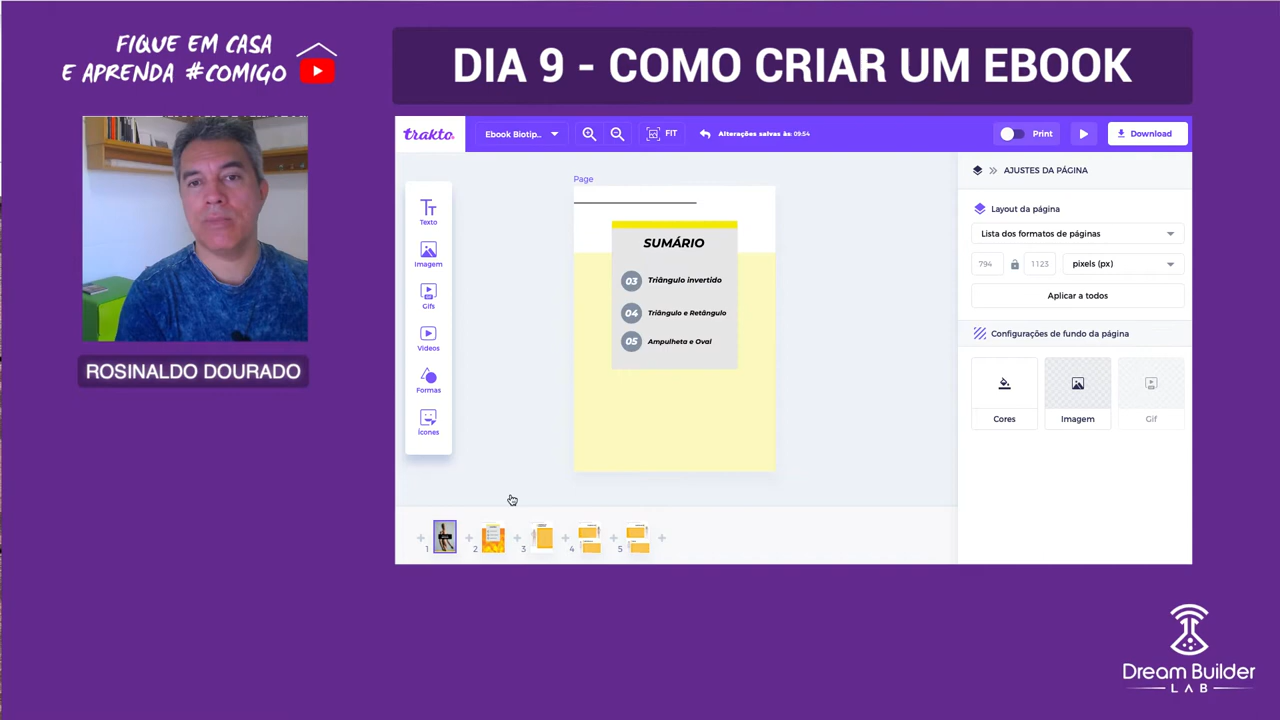 FIQUE EM CASA
E APRENDA #COMIGO
DIA 9 - COMO CRIAR UM EBOOK
ROSINALDO DOURADO
trakto.
Ebook Biotip..
FIT
Alterações salvas às: 09:54
Print
Download
Texto
Imagem
Gifs
Videos
Formas
Ícones
Page
SUMÁRIO
03 Triângulo invertido
04 Triângulo e Retângulo
05 Ampulheta e Oval
AJUSTES DA PÁGINA
Layout da página
Lista dos formatos de páginas
794 1123 pixels (px)
Aplicar a todos
Configurações de fundo da página
Cores Imagem Gif
1 2 3 4 5
Dream Builder
LAB